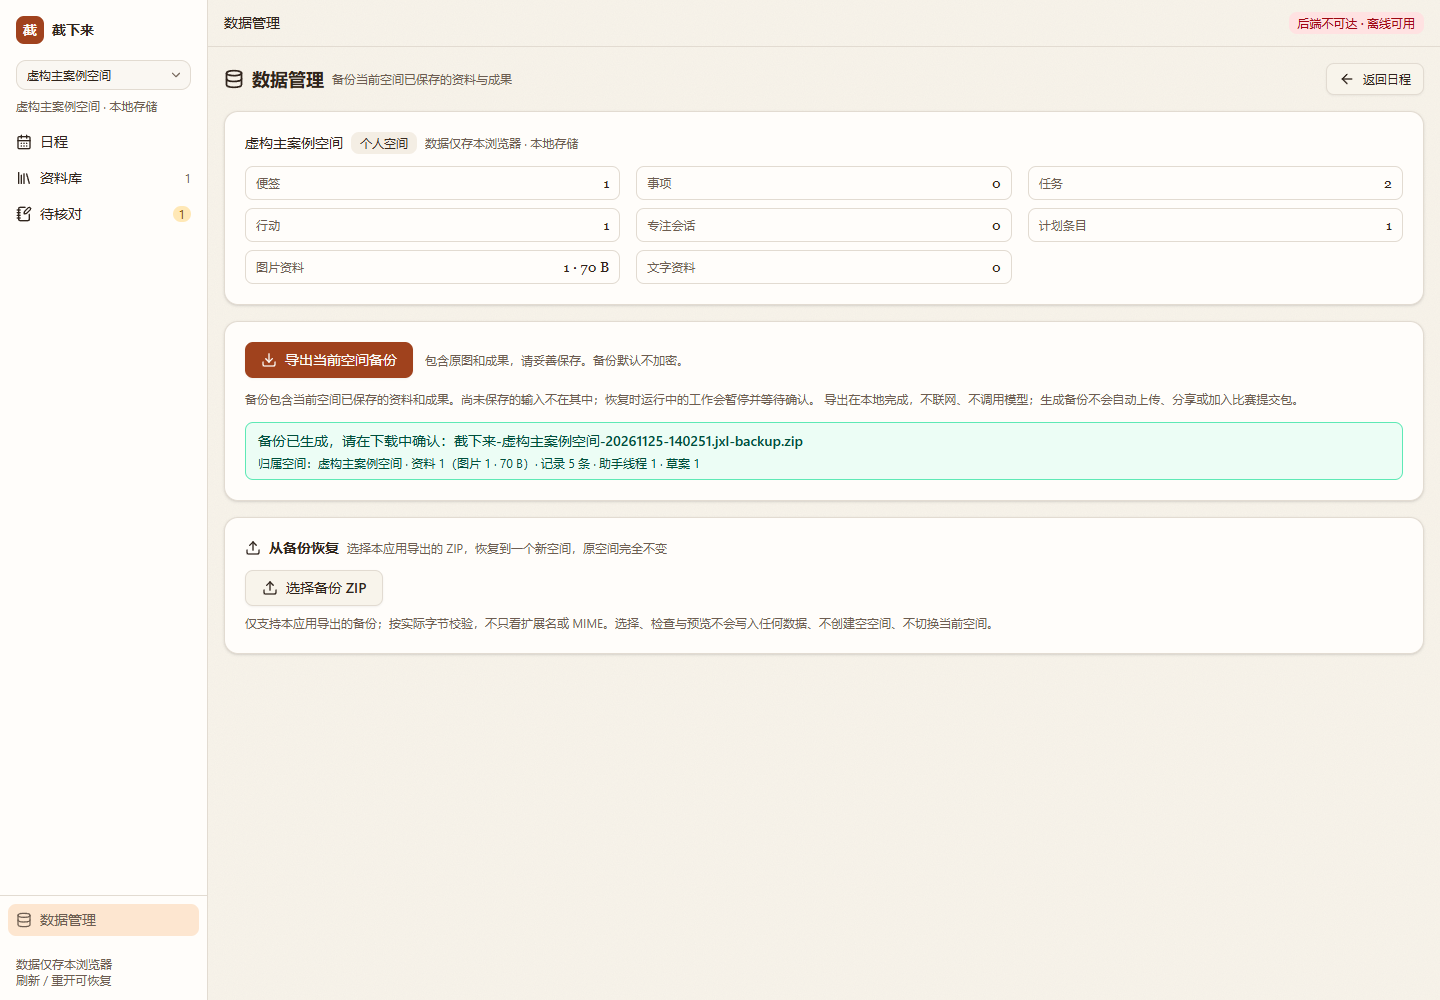 截 截下来
虚构主案例空间
虚构主案例空间 · 本地存储
日程
资料库 1
待核对 1
数据管理
数据仅存本浏览器
刷新 / 重开可恢复
数据管理
后端不可达 · 离线可用
数据管理 备份当前空间已保存的资料与成果
返回日程
虚构主案例空间 个人空间 数据仅存本浏览器 · 本地存储
便签 1
事项 0
任务 2
行动 1
专注会话 0
计划条目 1
图片资料 1 · 70 B
文字资料 0
导出当前空间备份 包含原图和成果，请妥善保存。备份默认不加密。
备份包含当前空间已保存的资料和成果。尚未保存的输入不在其中；恢复时运行中的工作会暂停并等待确认。 导出在本地完成，不联网、不调用模型；生成备份不会自动上传、分享或加入比赛提交包。
备份已生成，请在下载中确认：截下来-虚构主案例空间-20261125-140251.jxl-backup.zip
归属空间：虚构主案例空间 · 资料 1（图片 1 · 70 B）· 记录 5 条 · 助手线程 1 · 草案 1
从备份恢复 选择本应用导出的 ZIP，恢复到一个新空间，原空间完全不变
选择备份 ZIP
仅支持本应用导出的备份；按实际字节校验，不只看扩展名或 MIME。选择、检查与预览不会写入任何数据、不创建空空间、不切换当前空间。